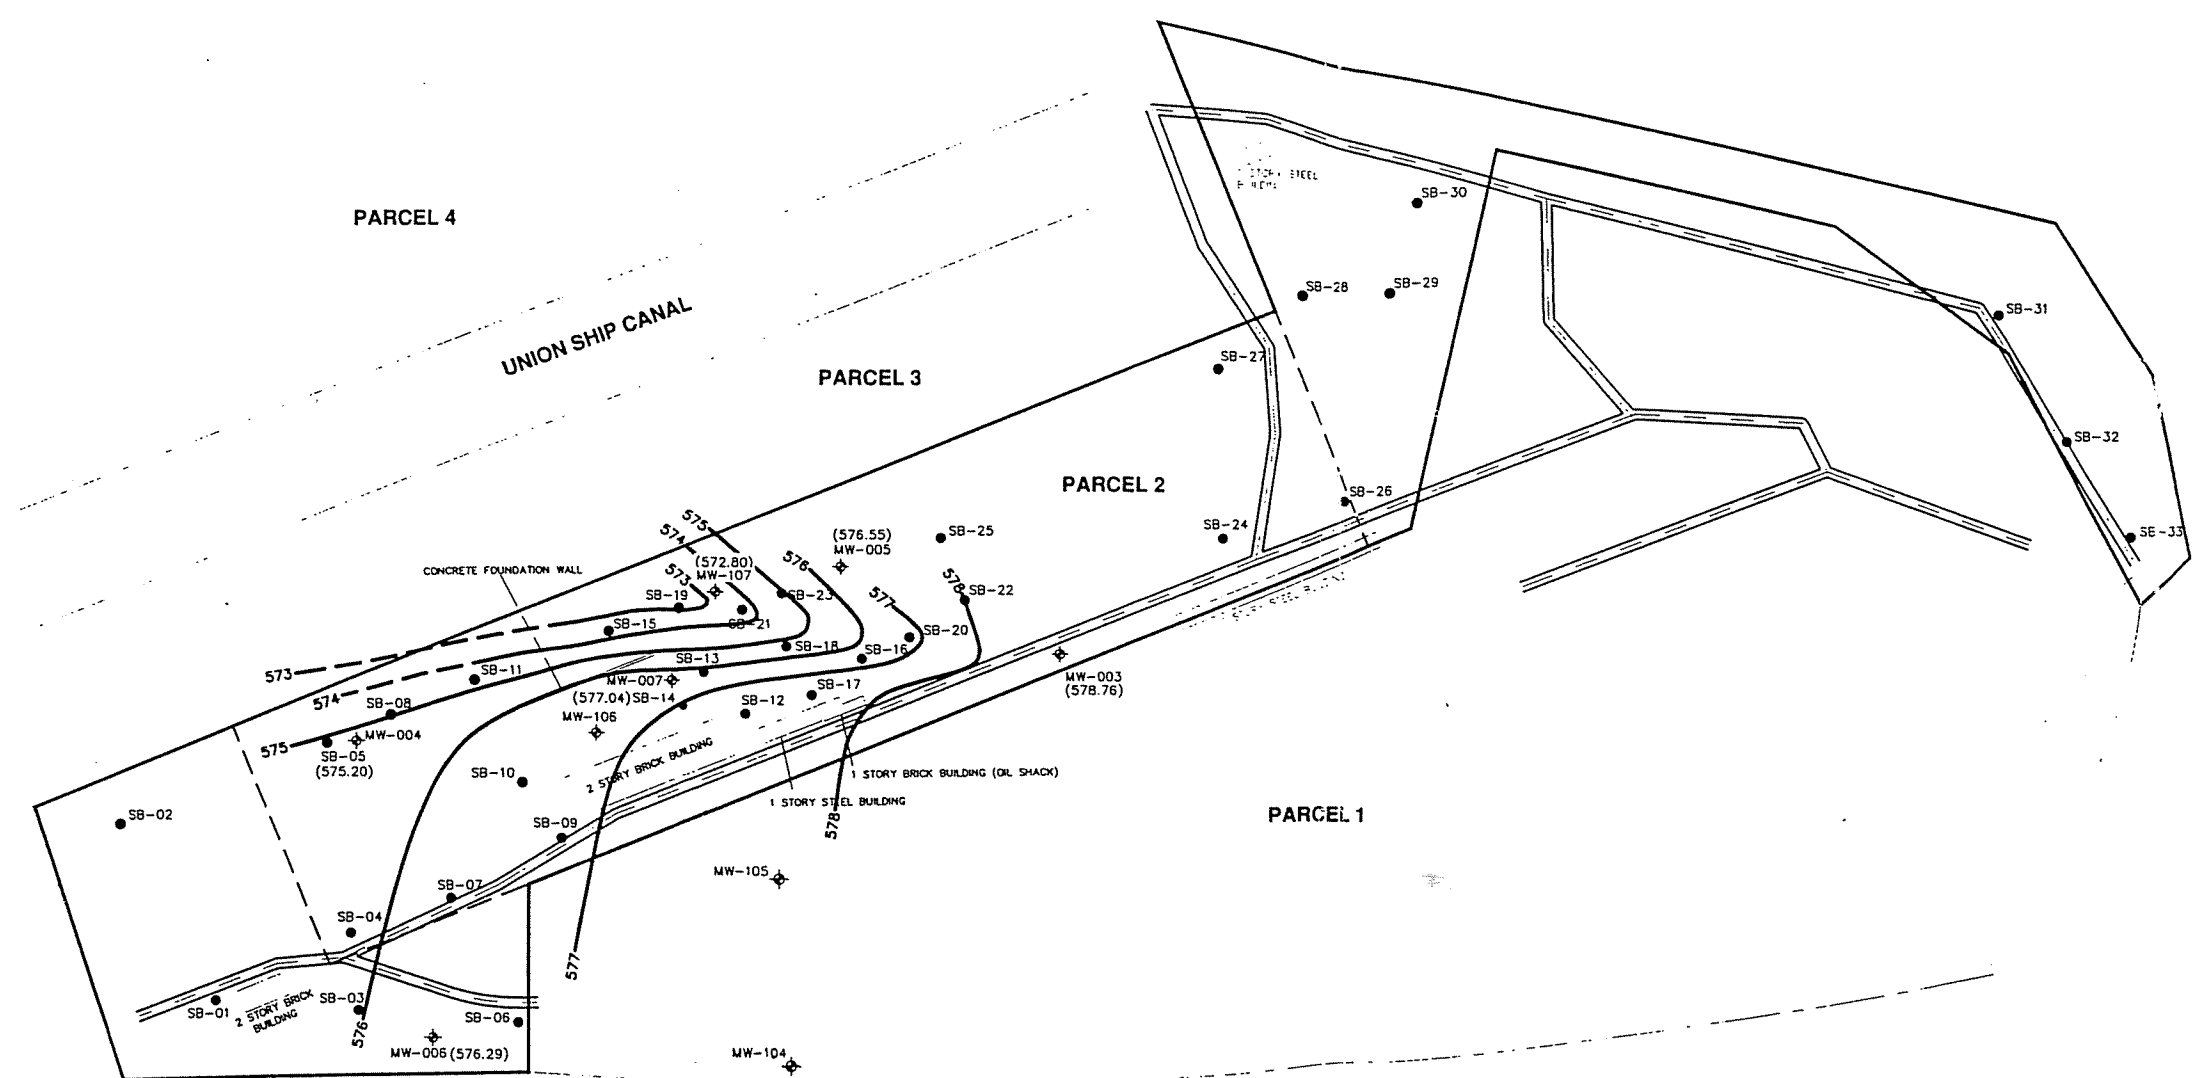 PARCEL 4
UNION SHIP CANAL
PARCEL 3
PARCEL 2
PARCEL 1
STEEL
SB-30
SB-28
SB-29
SB-31
SB-27
SB-32
SB-26
SB-24
SB-33
575
574
(576.55)
MW-005
SB-25
CONCRETE FOUNDATION WALL
573
(572.80)
MW-107
576
578
SB-22
SB-19
SB-23
577
SB-15
SB-21
SB-20
SB-18
SB-16
SB-13
SB-11
573
MW-007
(577.04)
SB-14
SB-17
MW-003
(578.76)
574
SB-08
SB-12
MW-106
575
MW-004
SB-05
(575.20)
SB-10
2 STORY BRICK BUILDING
1 STORY BRICK BUILDING (OIL SHACK)
1 STORY STEEL BUILDING
578
SB-02
SB-09
MW-105
SB-07
SB-04
577
SB-01
2 STORY BRICK
BUILDING
SB-03
576
SB-06
MW-006 (576.29)
MW-104